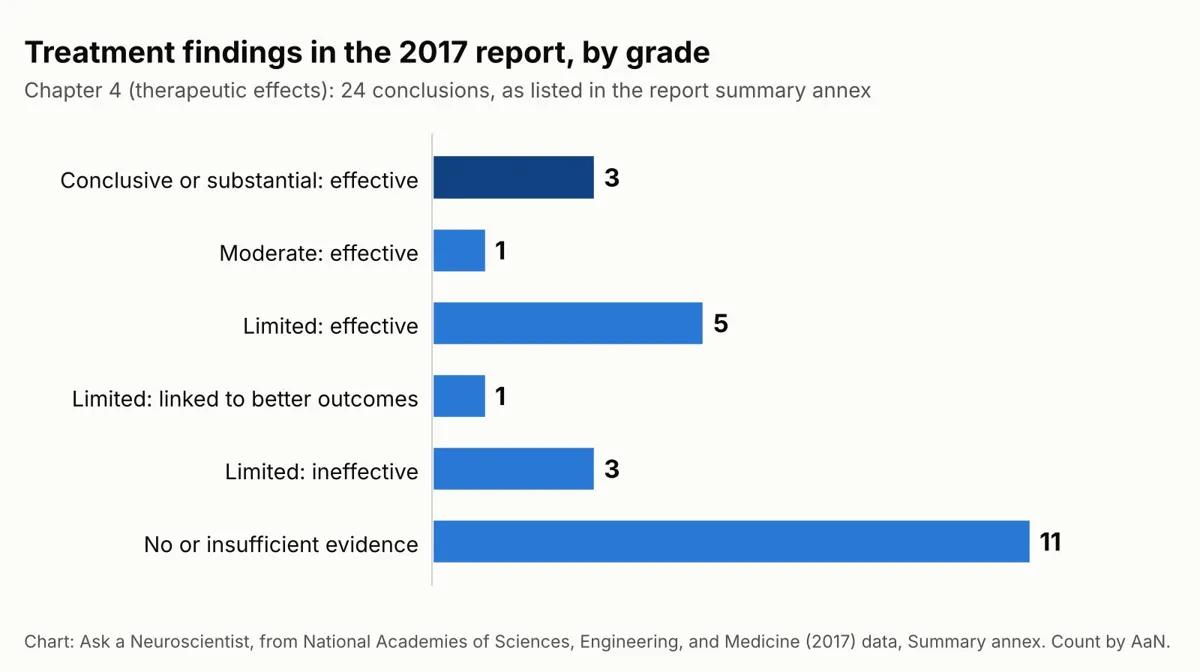 Treatment findings in the 2017 report, by grade
Chapter 4 (therapeutic effects): 24 conclusions, as listed in the report summary annex
Conclusive or substantial: effective 3
Moderate: effective 1
Limited: effective 5
Limited: linked to better outcomes 1
Limited: ineffective 3
No or insufficient evidence 11
Chart: Ask a Neuroscientist, from National Academies of Sciences, Engineering, and Medicine (2017) data, Summary annex. Count by AaN.